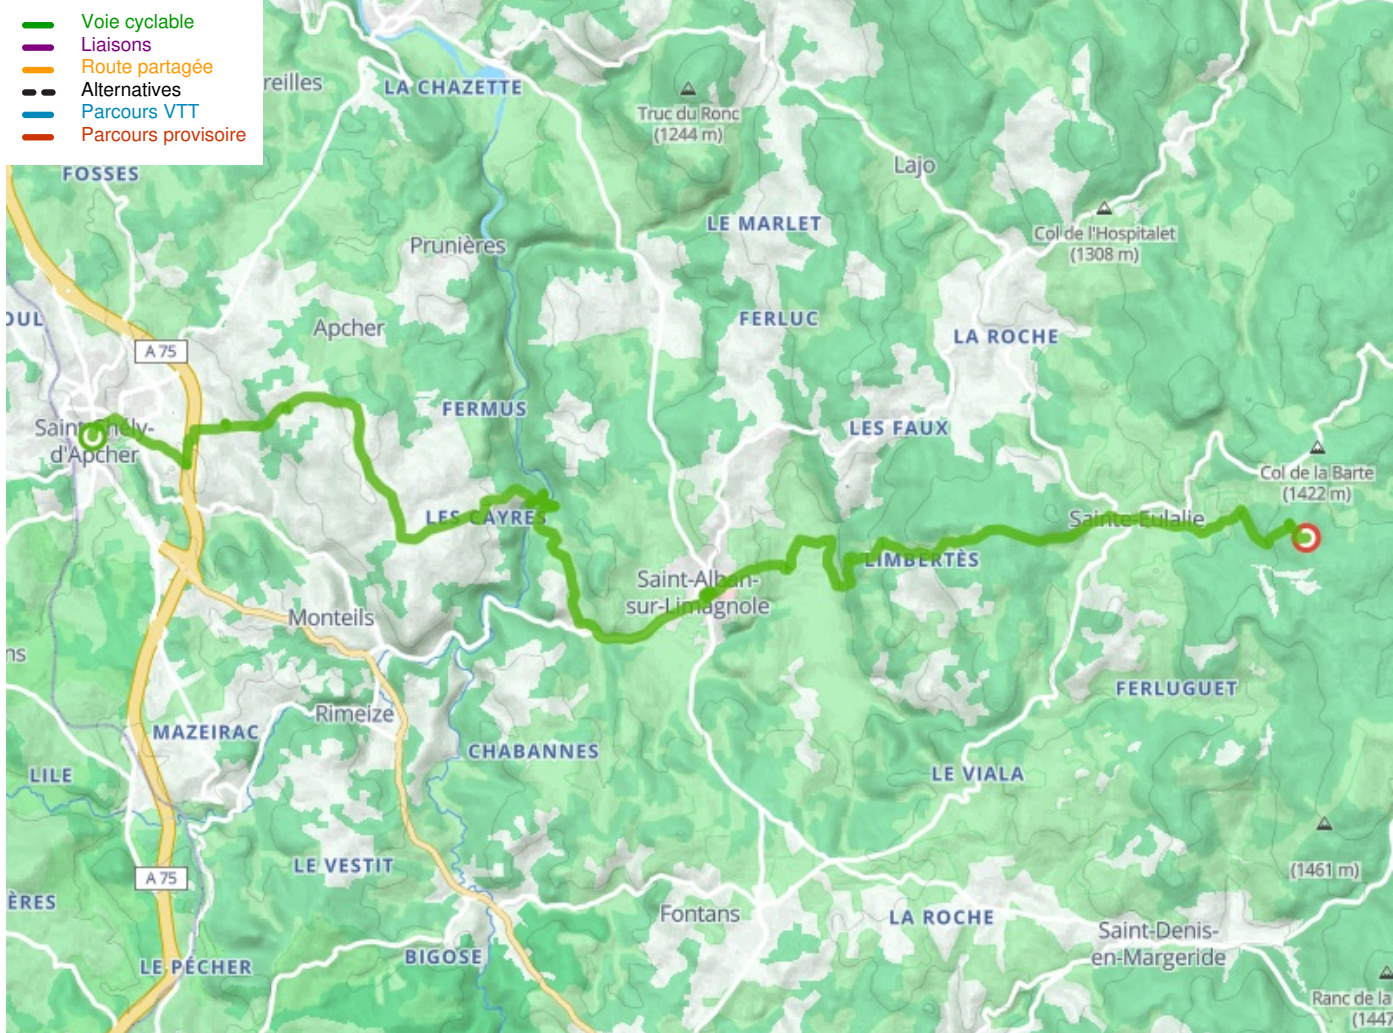 Voie cyclable
Liaisons
Route partagée
Alternatives
Parcours VTT
Parcours provisoire
reilles
LA CHAZETTE
Truc du Ronc
(1244 m)
Lajo
FOSSES
Prunières
LE MARLET
Col de l'Hospitalet
(1308 m)
OUL
Apcher
FERLUC
LA ROCHE
A 75
FERMUS
LES FAUX
Saint-Chély-
d'Apcher
Col de la Barte
(1422 m)
LES CAYRES
Sainte-Eulalie
LIMBERTÈS
Saint-Alban-
sur-Limagnole
Monteils
ns
FERLUGUET
Rimeize
MAZEIRAC
CHABANNES
LILE
LE VIALA
LE VESTIT
(1461 m)
A 75
ÈRES
Fontans
LA ROCHE
Saint-Denis-
en-Margeride
BIGOSE
LE PÉCHER
Ranc de la
(1447